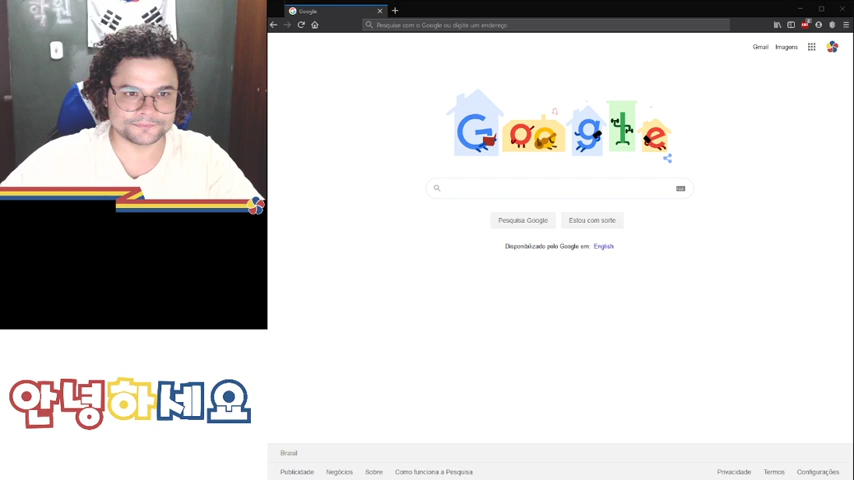 학원
Google
Pesquise com o Google ou digite um endereço
Gmail Imagens
Google
Pesquisa Google Estou com sorte
Disponibilizado pelo Google em: English
안녕하세요
Brasil
Publicidade Negócios Sobre Como funciona a Pesquisa Privacidade Termos Configurações